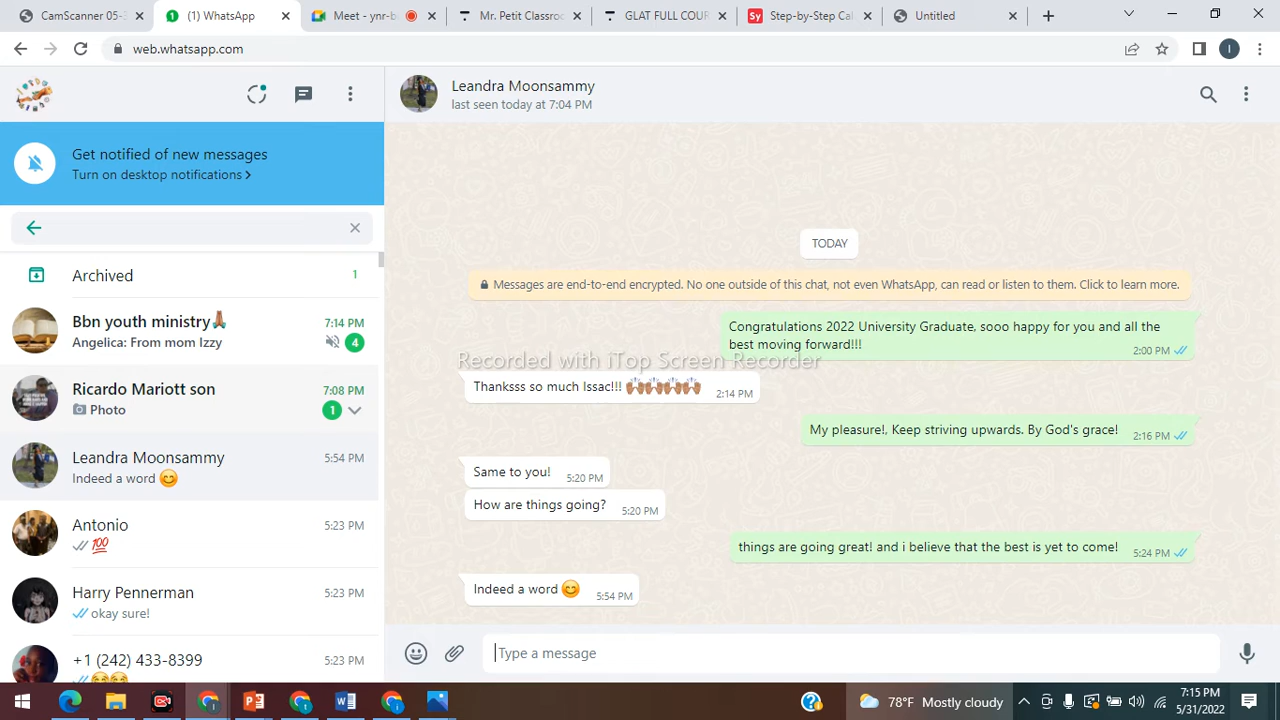 CamScanner 05-3
(1) WhatsApp
Meet - ynr-b
Mr. Petit Classroo
GLAT FULL COUR
Step-by-Step Cal
Untitled
web.whatsapp.com
I
Leandra Moonsammy
last seen today at 7:04 PM
Get notified of new messages
Turn on desktop notifications >
Archived
1
Bbn youth ministry🙏🏽
7:14 PM
Angelica: From mom Izzy
4
Ricardo Mariott son
7:08 PM
Photo
1
Leandra Moonsammy
5:54 PM
Indeed a word 😊
Antonio
5:23 PM
💯
Harry Pennerman
5:23 PM
okay sure!
+1 (242) 433-8399
5:23 PM
TODAY
Messages are end-to-end encrypted. No one outside of this chat, not even WhatsApp, can read or listen to them. Click to learn more.
Congratulations 2022 University Graduate, sooo happy for you and all the
best moving forward!!!
2:00 PM
Recorded with iTop Screen Recorder
Thanksss so much Issac!!! 🙌🏽🙌🏽🙌🏽🙌🏽
2:14 PM
My pleasure!, Keep striving upwards. By God's grace!
2:16 PM
Same to you!
5:20 PM
How are things going?
5:20 PM
things are going great! and i believe that the best is yet to come!
5:24 PM
Indeed a word 😊
5:54 PM
Type a message
78°F Mostly cloudy
7:15 PM
5/31/2022